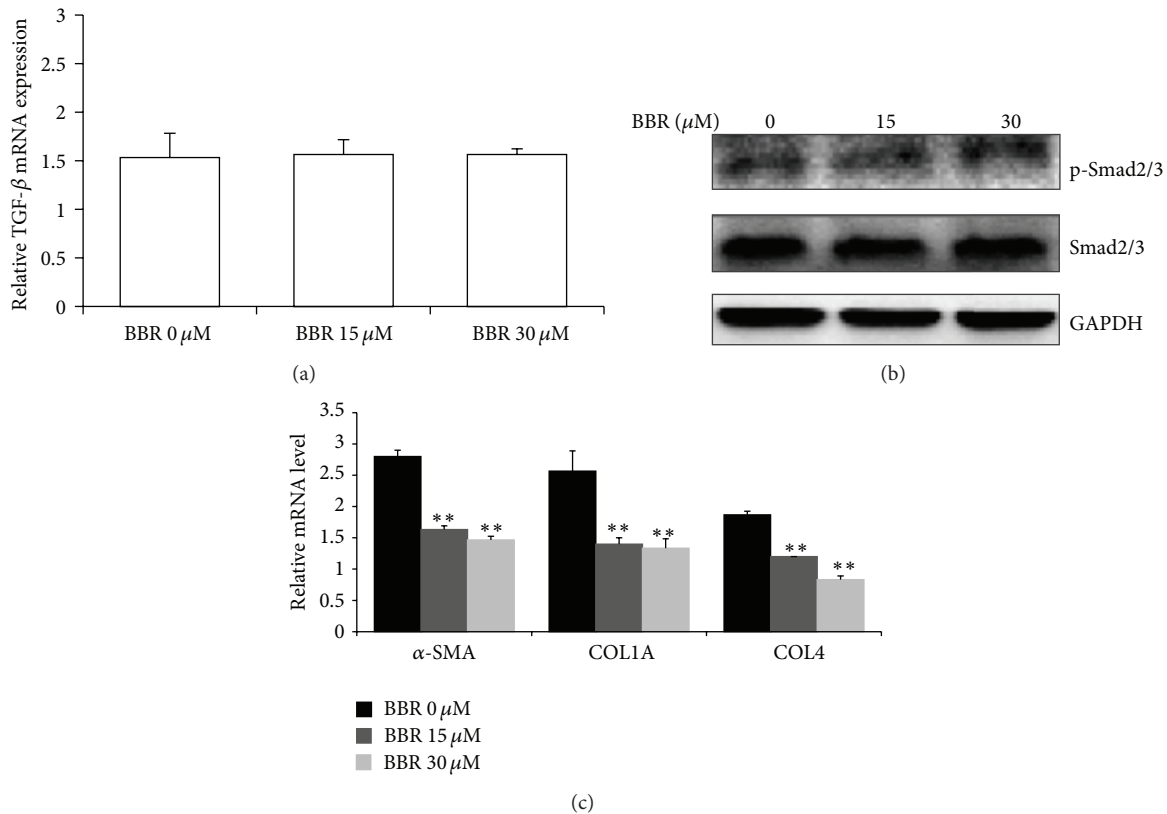 Relative TGF-β mRNA expression
3
2.5
2
1.5
1
0.5
0
BBR 0 μM
BBR 15 μM
BBR 30 μM
(a)
BBR (μM) 0 15 30
p-Smad2/3
Smad2/3
GAPDH
(b)
Relative mRNA level
3.5
3
2.5
2
1.5
1
0.5
0
** **
** **
** **
α-SMA
COL1A
COL4
BBR 0 μM
BBR 15 μM
BBR 30 μM
(c)